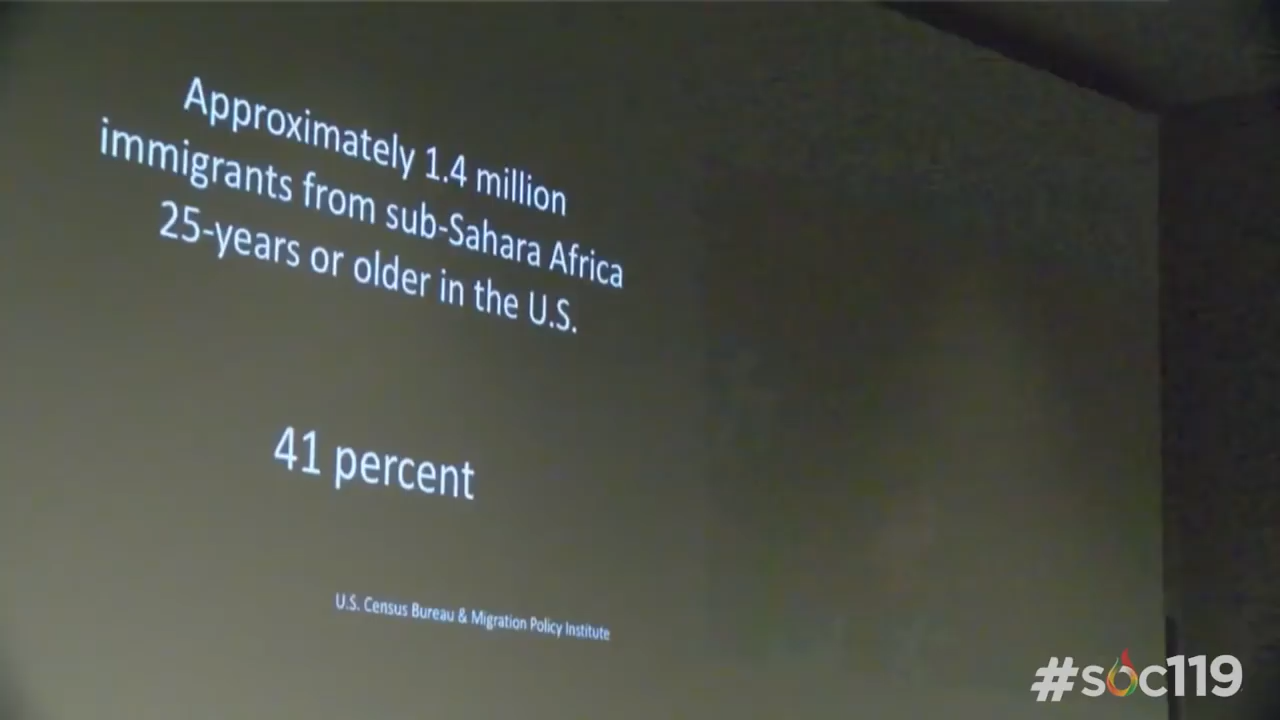 Approximately 1.4 million
immigrants from sub-Sahara Africa
25-years or older in the U.S.
41 percent
U.S. Census Bureau & Migration Policy Institute
#soc119